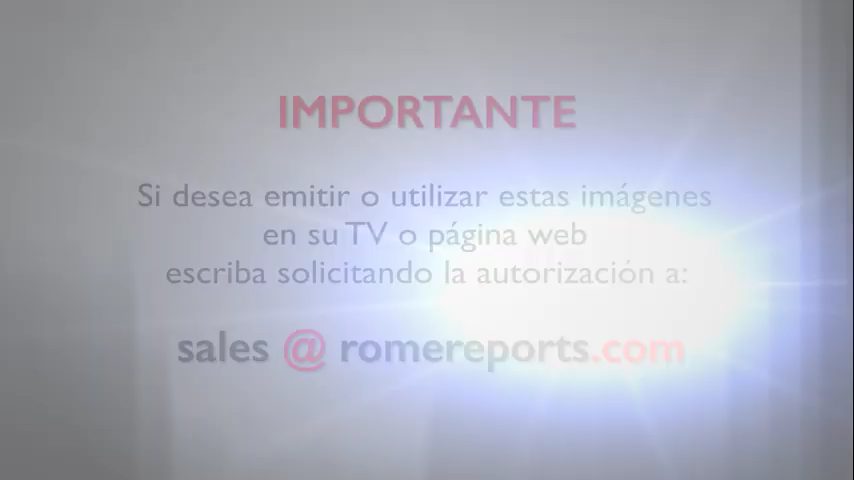 IMPORTANTE
Si desea emitir o utilizar estas imágenes
en su TV o página web
escriba solicitando la autorización a:
sales @ romereports.com